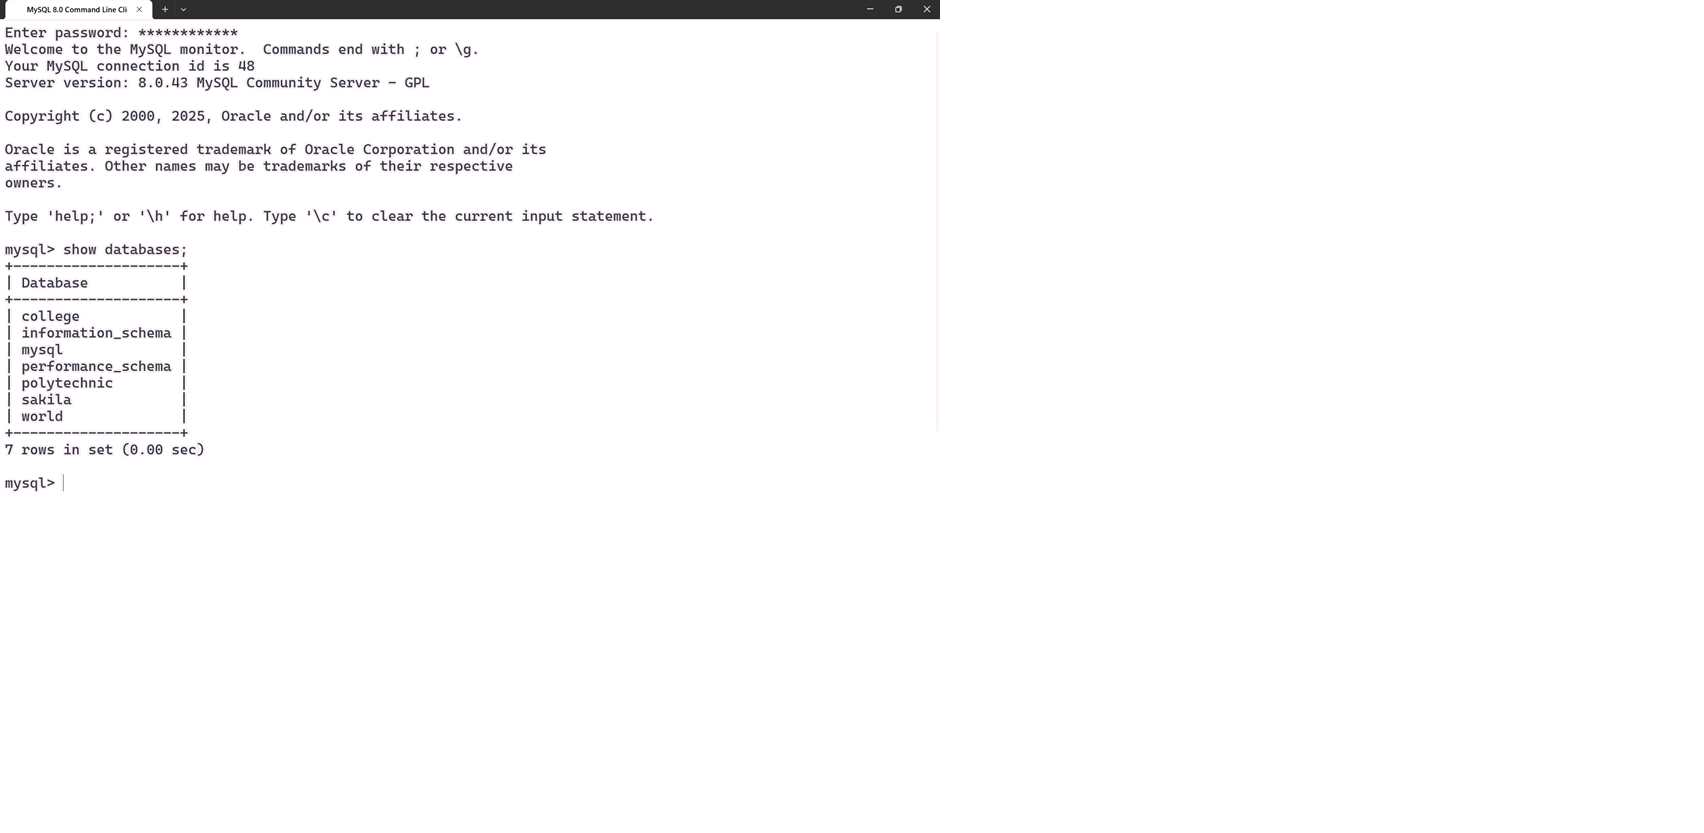 MySQL 8.0 Command Line Cli
Enter password: ************
Welcome to the MySQL monitor.  Commands end with ; or \g.
Your MySQL connection id is 48
Server version: 8.0.43 MySQL Community Server - GPL
Copyright (c) 2000, 2025, Oracle and/or its affiliates.
Oracle is a registered trademark of Oracle Corporation and/or its
affiliates. Other names may be trademarks of their respective
owners.
Type 'help;' or '\h' for help. Type '\c' to clear the current input statement.
mysql> show databases;
+--------------------+
| Database           |
+--------------------+
| college            |
| information_schema |
| mysql              |
| performance_schema |
| polytechnic        |
| sakila             |
| world              |
+--------------------+
7 rows in set (0.00 sec)
mysql>